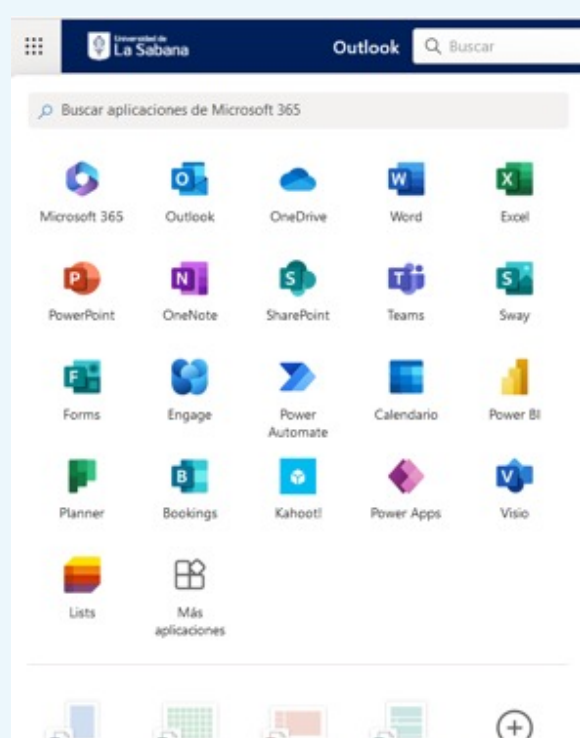 Universidad de
La Sabana
Outlook
Buscar
Buscar aplicaciones de Microsoft 365
Microsoft 365
Outlook
OneDrive
Word
Excel
PowerPoint
OneNote
SharePoint
Teams
Sway
Forms
Engage
Power
Automate
Calendario
Power BI
Planner
Bookings
Kahoot!
Power Apps
Visio
Lists
Más
aplicaciones